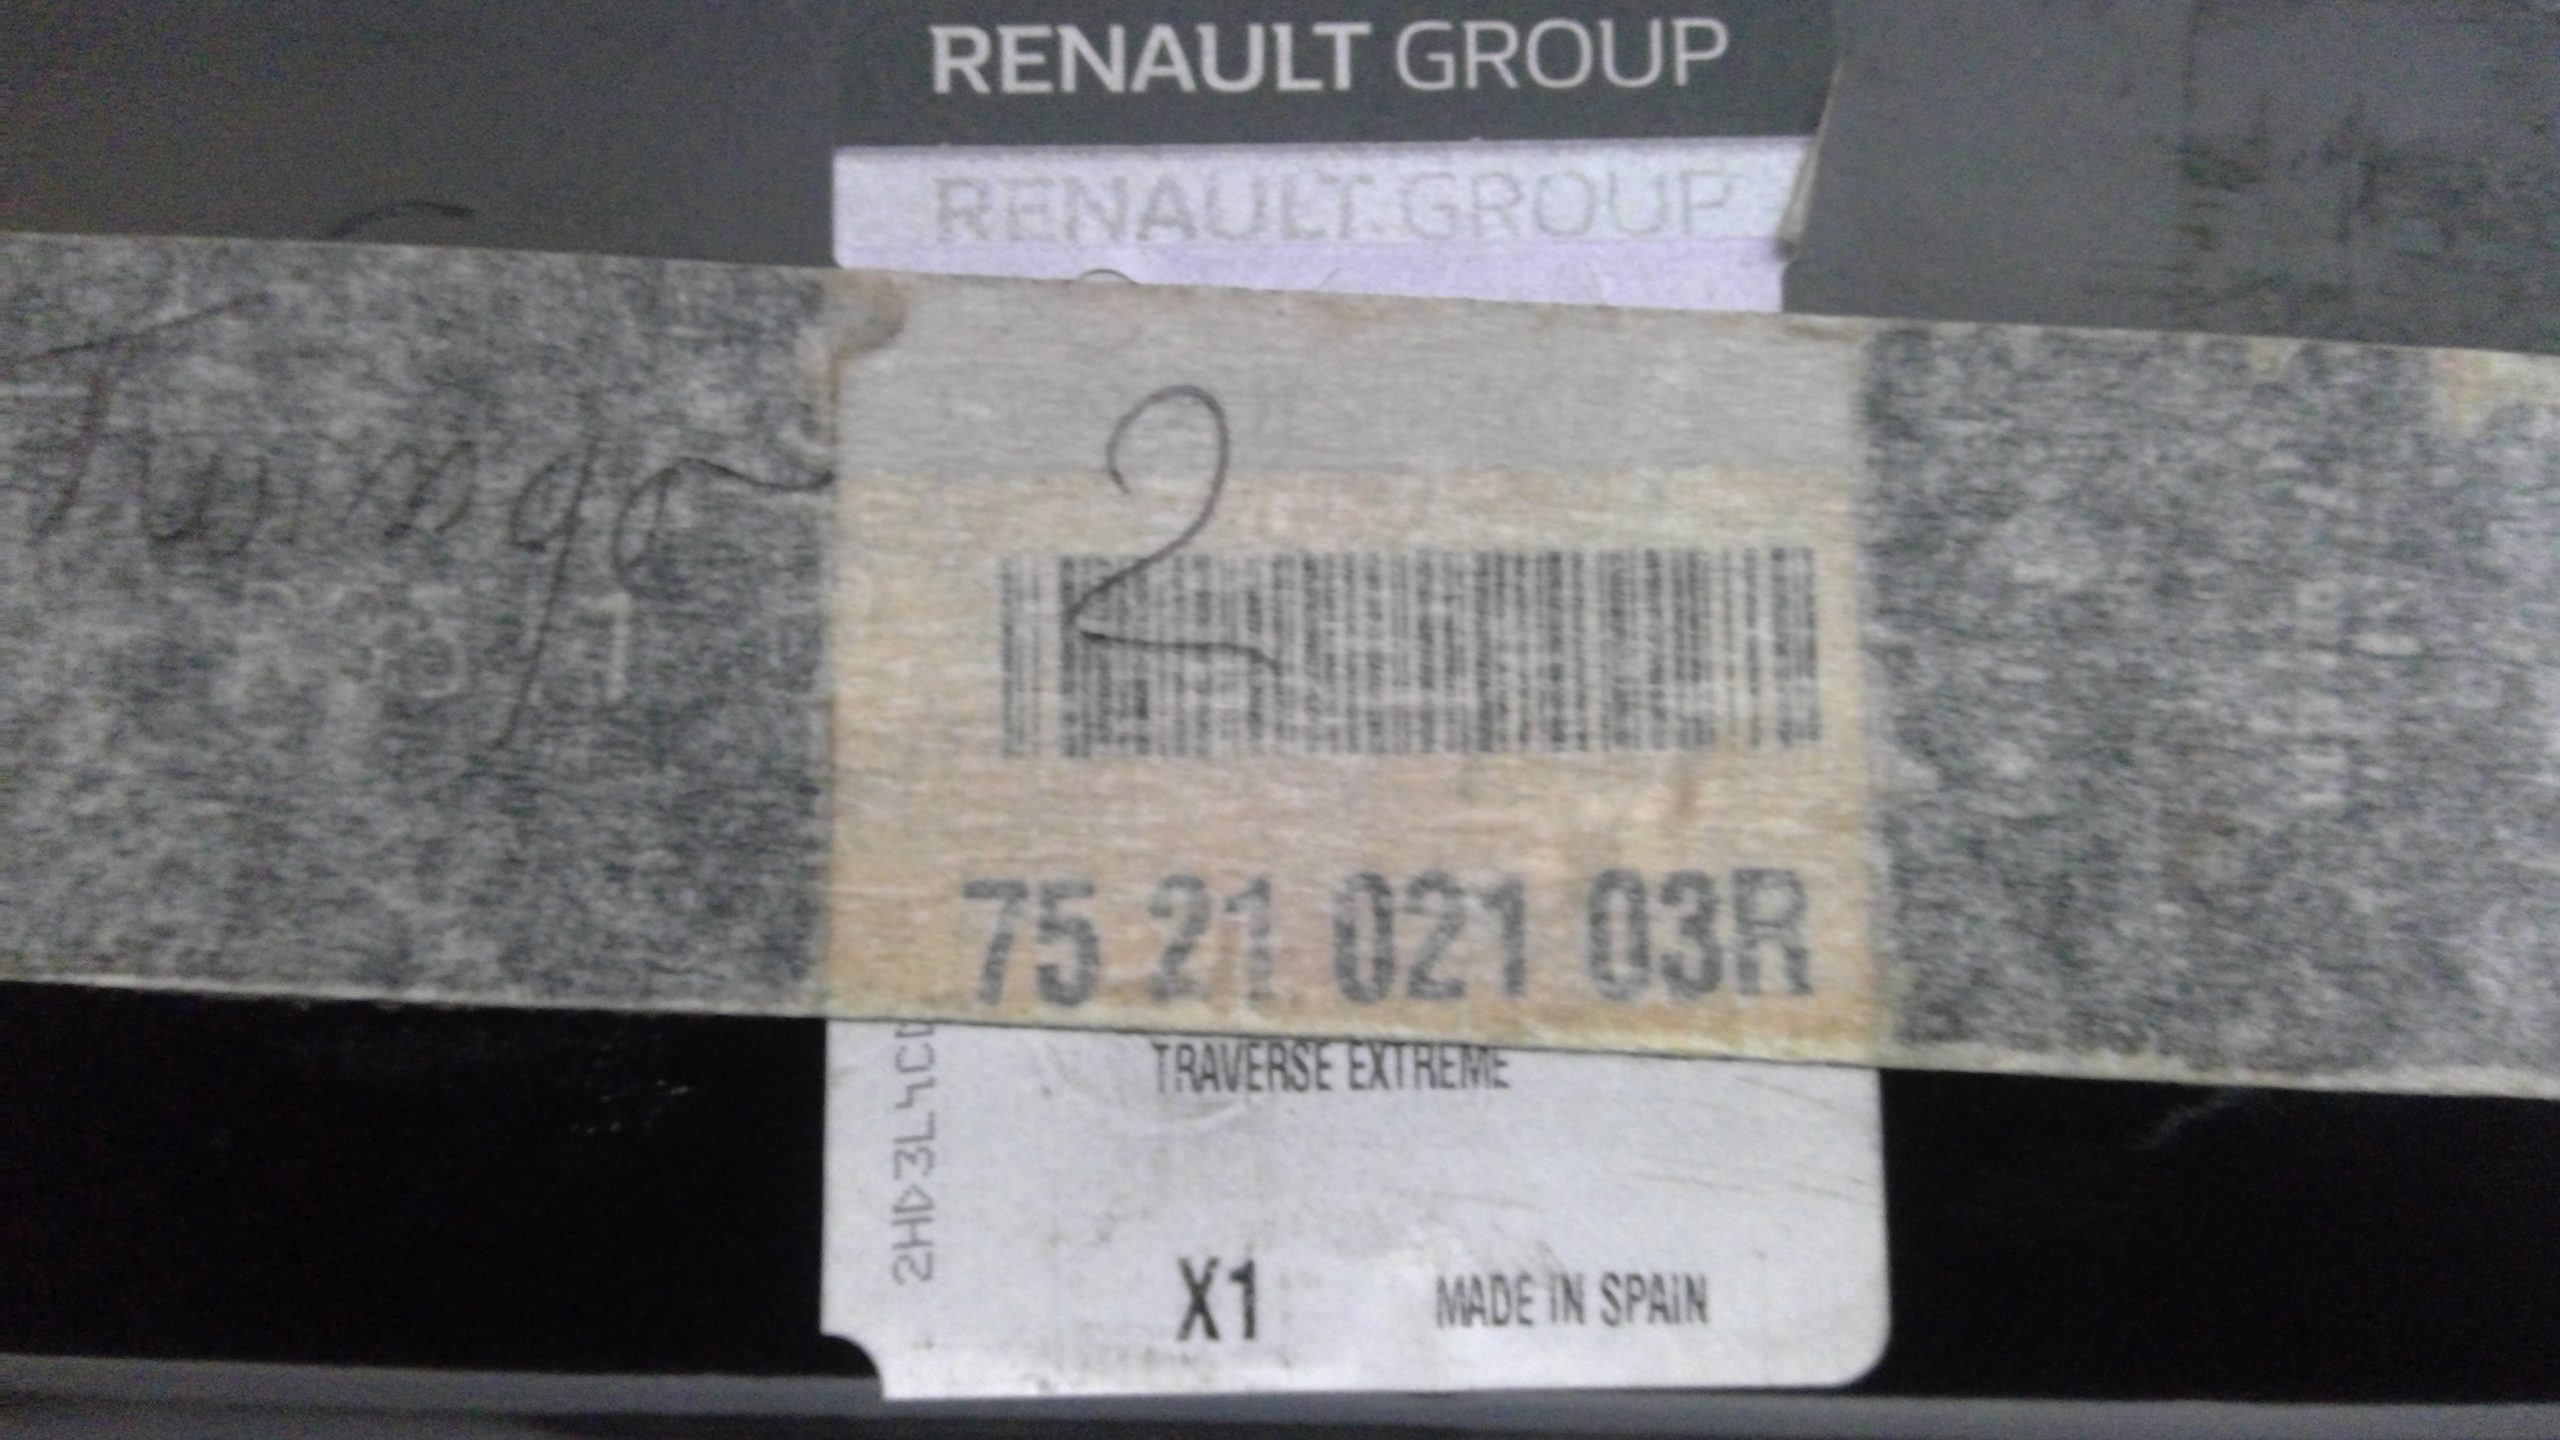 RENAULT GROUP
RENAULT GROUP
Twingo 2
75 21 021 03R
TRAVERSE EXTREME
X1 MADE IN SPAIN